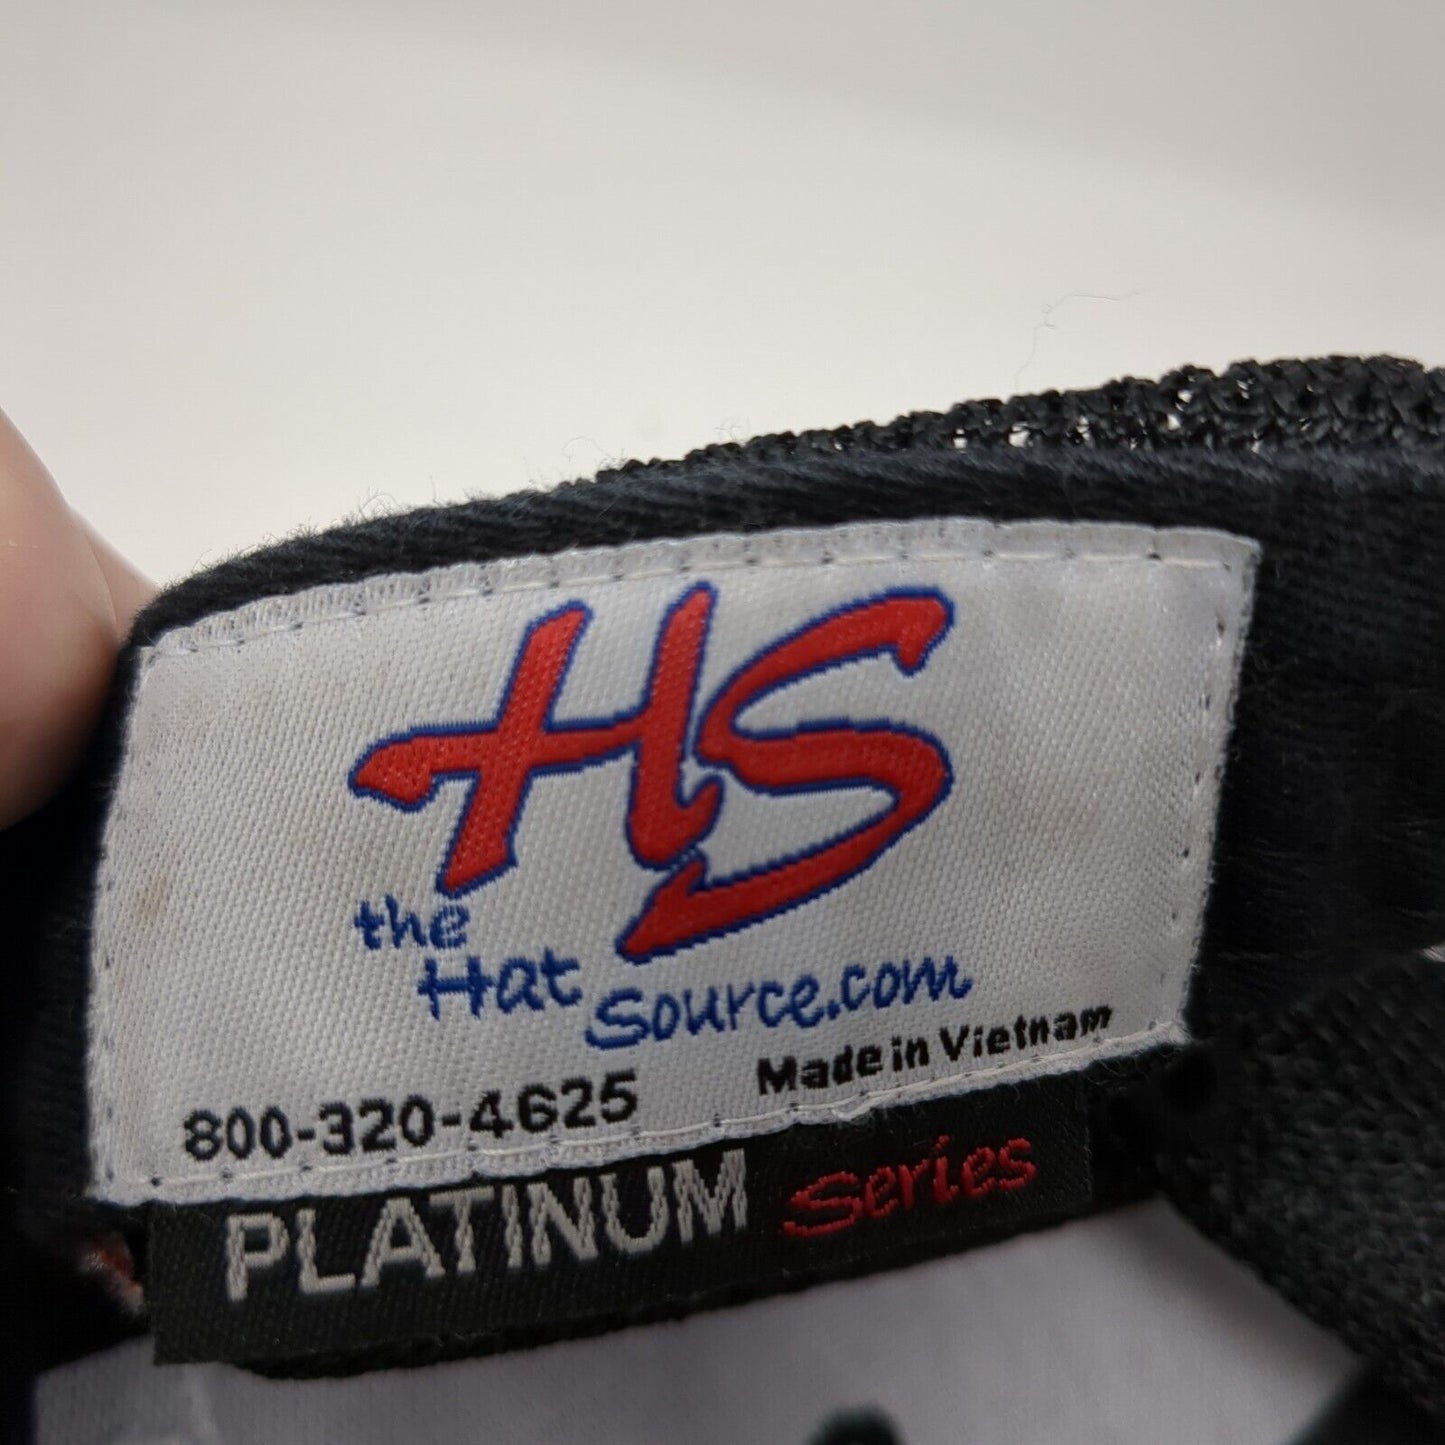 HS
the
Hat Source.com
Made in Vietnam
800-320-4625
PLATINUM Series